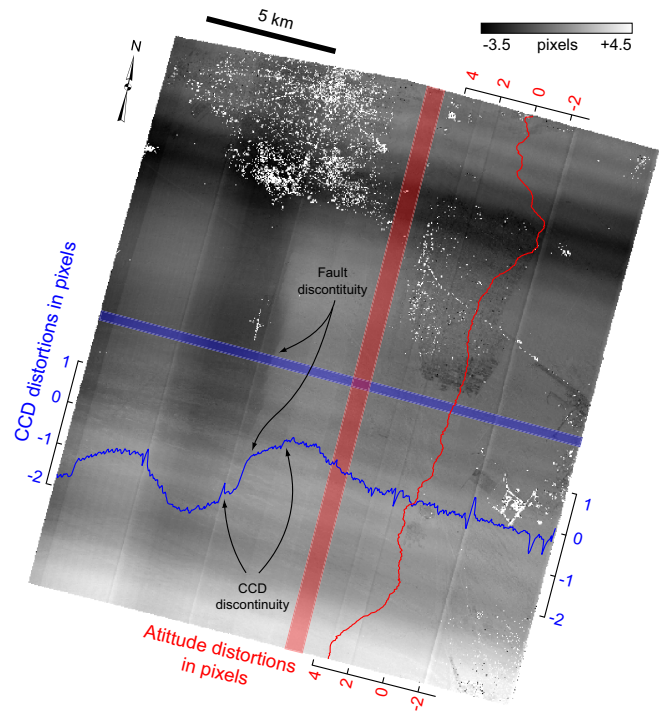 5 km
-3.5 pixels +4.5
N
4 2 0 -2
Fault
discontituity
CCD distortions in pixels
1
0
-1
-2
CCD
discontinuity
1
0
-1
-2
Atittude distortions
in pixels
4 2 0 -2